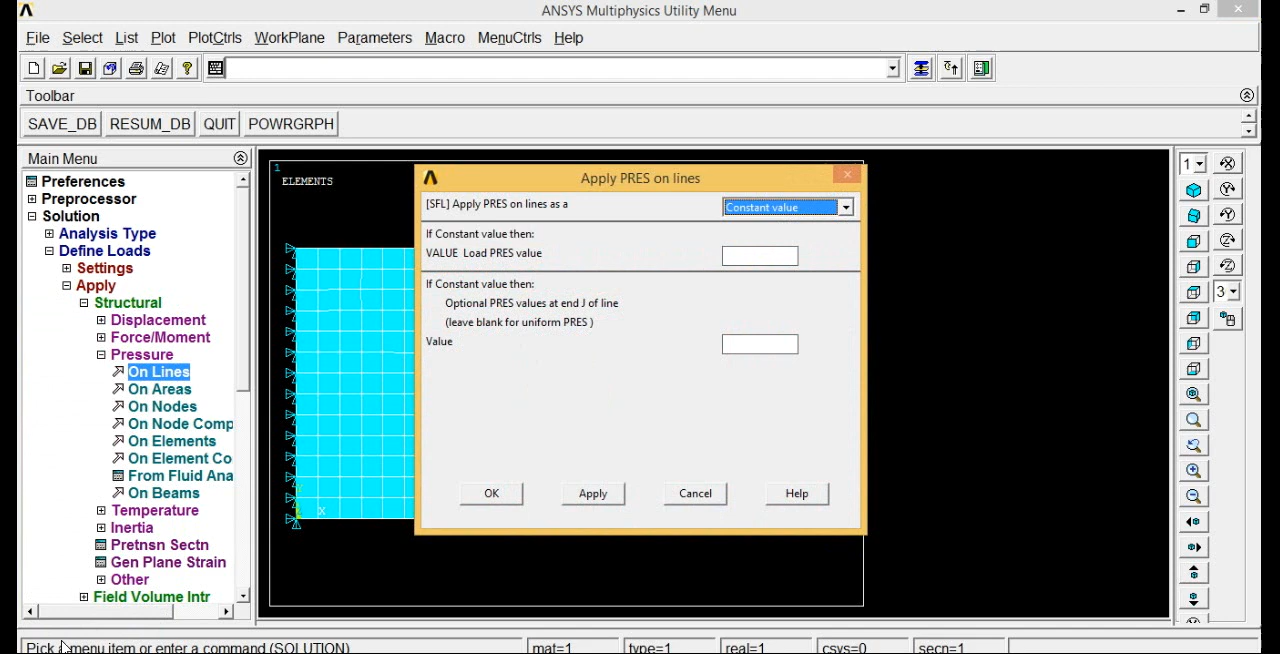 ANSYS Multiphysics Utility Menu
File Select List Plot PlotCtrls WorkPlane Parameters Macro MenuCtrls Help
Toolbar
SAVE_DB RESUM_DB QUIT POWRGRPH
Main Menu
Preferences
Preprocessor
Solution
Analysis Type
Define Loads
Settings
Apply
Structural
Displacement
Force/Moment
Pressure
On Lines
On Areas
On Nodes
On Node Comp
On Elements
On Element Co
From Fluid Ana
On Beams
Temperature
Inertia
Pretnsn Sectn
Gen Plane Strain
Other
Field Volume Intr
1
ELEMENTS
X
Apply PRES on lines
[SFL] Apply PRES on lines as a
Constant value
If Constant value then:
VALUE Load PRES value
If Constant value then:
Optional PRES values at end J of line
(leave blank for uniform PRES )
Value
OK Apply Cancel Help
1
3
Pick a menu item or enter a command (SOLUTION) mat=1 type=1 real=1 csys=0 secn=1